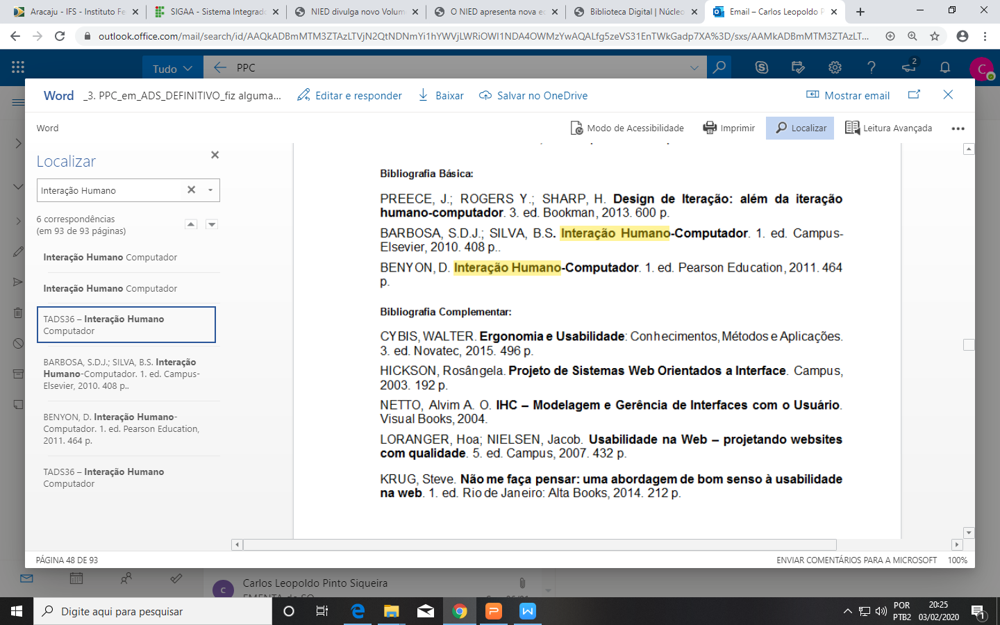 Aracaju - IFS - Instituto Fe
SIGAA - Sistema Integrado
NIED divulga novo Volum
O NIED apresenta nova e
Biblioteca Digital | Núcleo
Email – Carlos Leopoldo P
outlook.office.com/mail/search/id/AAQkADBmMTM3ZTAzLTVjN2QtNDNmYi1hYWVjLWRiOWI1NDA4OWMzYwAQALfg5zeVS31EnTWkGadp7XA%3D/sxs/AAMkADBmMTM3ZTAzLT...
Tudo
PPC
2
C
Word
_3. PPC_em_ADS_DEFINITIVO_fiz alguma...
Editar e responder
Baixar
Salvar no OneDrive
Mostrar email
Word
Modo de Acessibilidade
Imprimir
Localizar
Leitura Avançada
Localizar
Interação Humano
6 correspondências
(em 93 de 93 páginas)
Interação Humano Computador
Interação Humano Computador
TADS36 – Interação Humano
Computador
BARBOSA, S.D.J.; SILVA, B.S. Interação
Humano-Computador. 1. ed. Campus-
Elsevier, 2010. 408 p..
BENYON, D. Interação Humano-
Computador. 1. ed. Pearson Education,
2011. 464 p.
TADS36 – Interação Humano
Computador
Bibliografia Básica:
PREECE, J.; ROGERS Y.; SHARP, H. Design de Iteração: além da iteração
humano-computador. 3. ed. Bookman, 2013. 600 p.
BARBOSA, S.D.J.; SILVA, B.S. Interação Humano-Computador. 1. ed. Campus-
Elsevier, 2010. 408 p..
BENYON, D. Interação Humano-Computador. 1. ed. Pearson Education, 2011. 464
p.
Bibliografia Complementar:
CYBIS, WALTER. Ergonomia e Usabilidade: Conhecimentos, Métodos e Aplicações.
3. ed. Novatec, 2015. 496 p.
HICKSON, Rosângela. Projeto de Sistemas Web Orientados a Interface. Campus,
2003. 192 p.
NETTO, Alvim A. O. IHC – Modelagem e Gerência de Interfaces com o Usuário.
Visual Books, 2004.
LORANGER, Hoa; NIELSEN, Jacob. Usabilidade na Web – projetando websites
com qualidade. 5. ed. Campus, 2007. 432 p.
KRUG, Steve. Não me faça pensar: uma abordagem de bom senso à usabilidade
na web. 1. ed. Rio de Janeiro: Alta Books, 2014. 212 p.
PÁGINA 48 DE 93
ENVIAR COMENTÁRIOS PARA A MICROSOFT
100%
C
Carlos Leopoldo Pinto Siqueira
EMENTA de SO
Digite aqui para pesquisar
POR
PTB2
20:25
03/02/2020
1